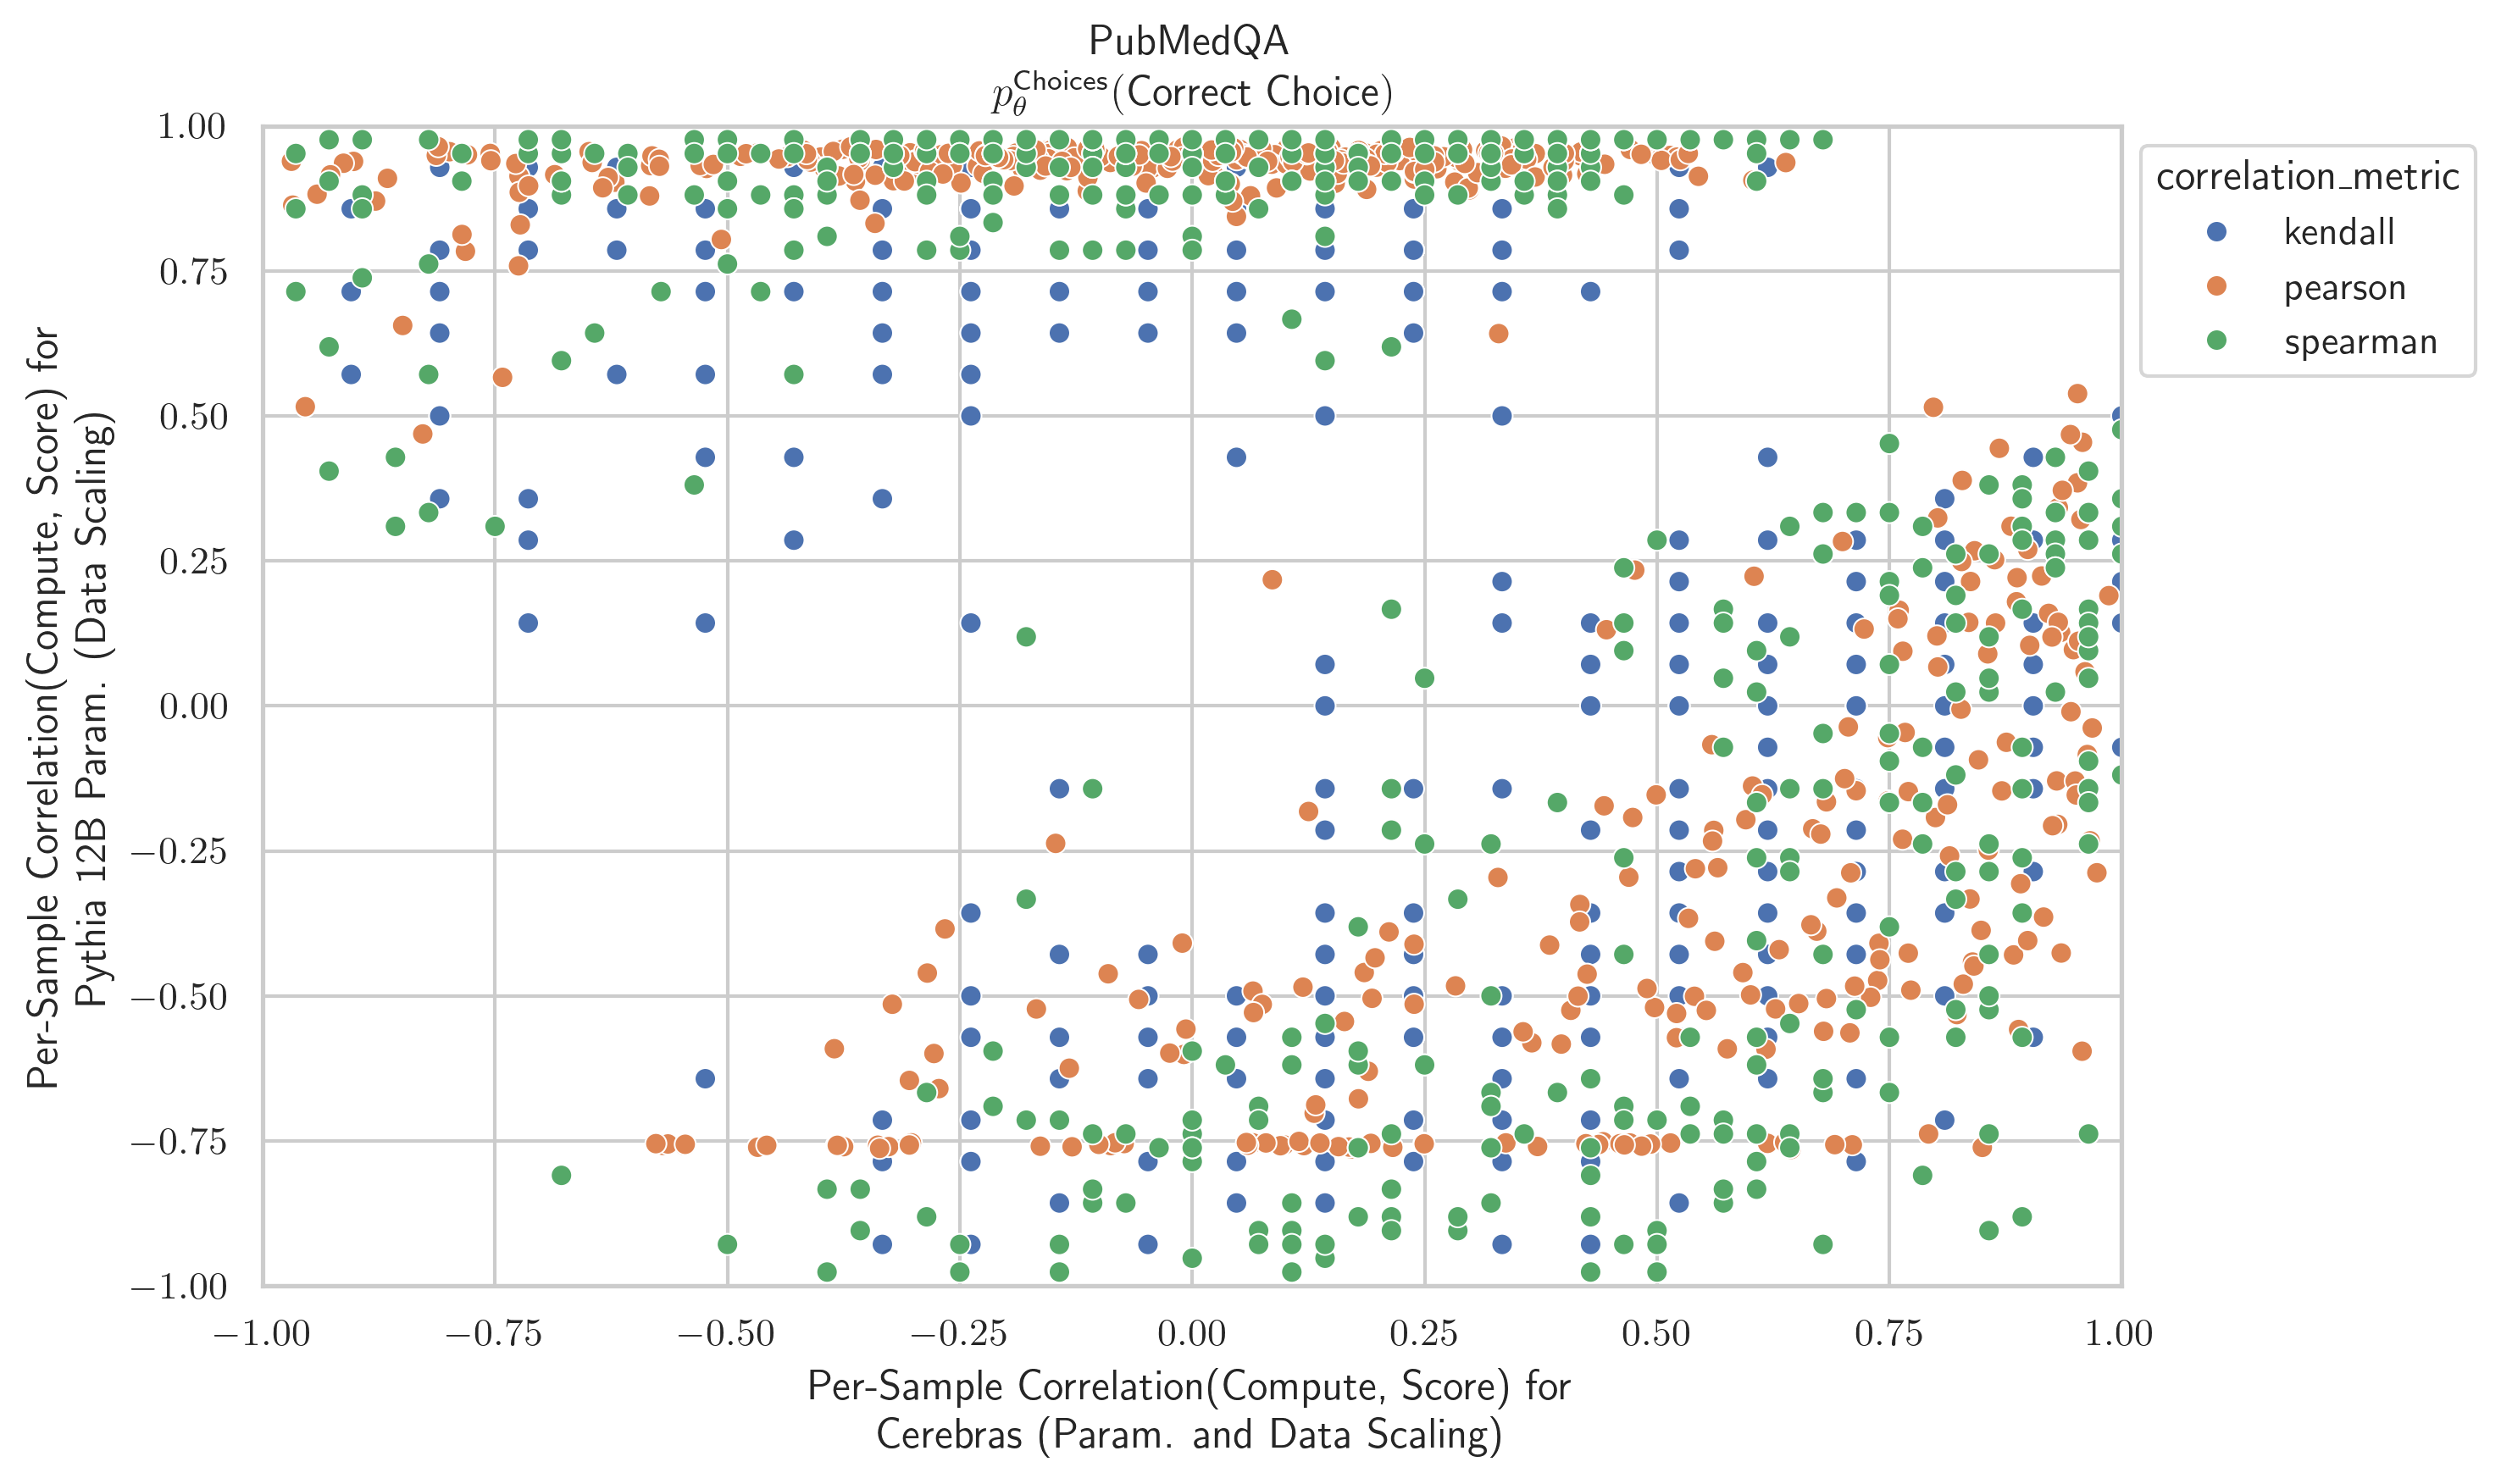 PubMedQA
p_θ^Choices(Correct Choice)
1.00
0.75
0.50
0.25
0.00
−0.25
−0.50
−0.75
−1.00
Per-Sample Correlation(Compute, Score) for
Pythia 12B Param. (Data Scaling)
correlation_metric
kendall
pearson
spearman
−1.00 −0.75 −0.50 −0.25 0.00 0.25 0.50 0.75 1.00
Per-Sample Correlation(Compute, Score) for
Cerebras (Param. and Data Scaling)